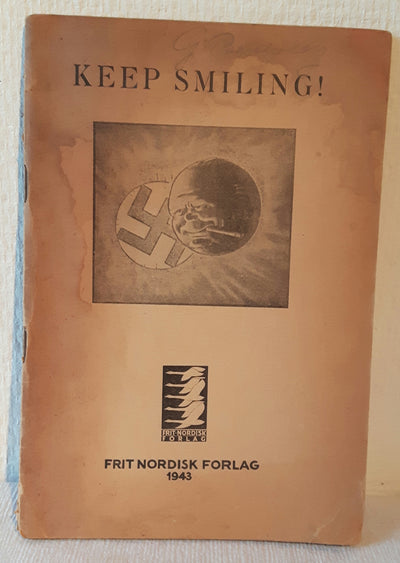 KEEP SMILING!
FRIT·NORDISK
FORLAG
FRIT NORDISK FORLAG
1943